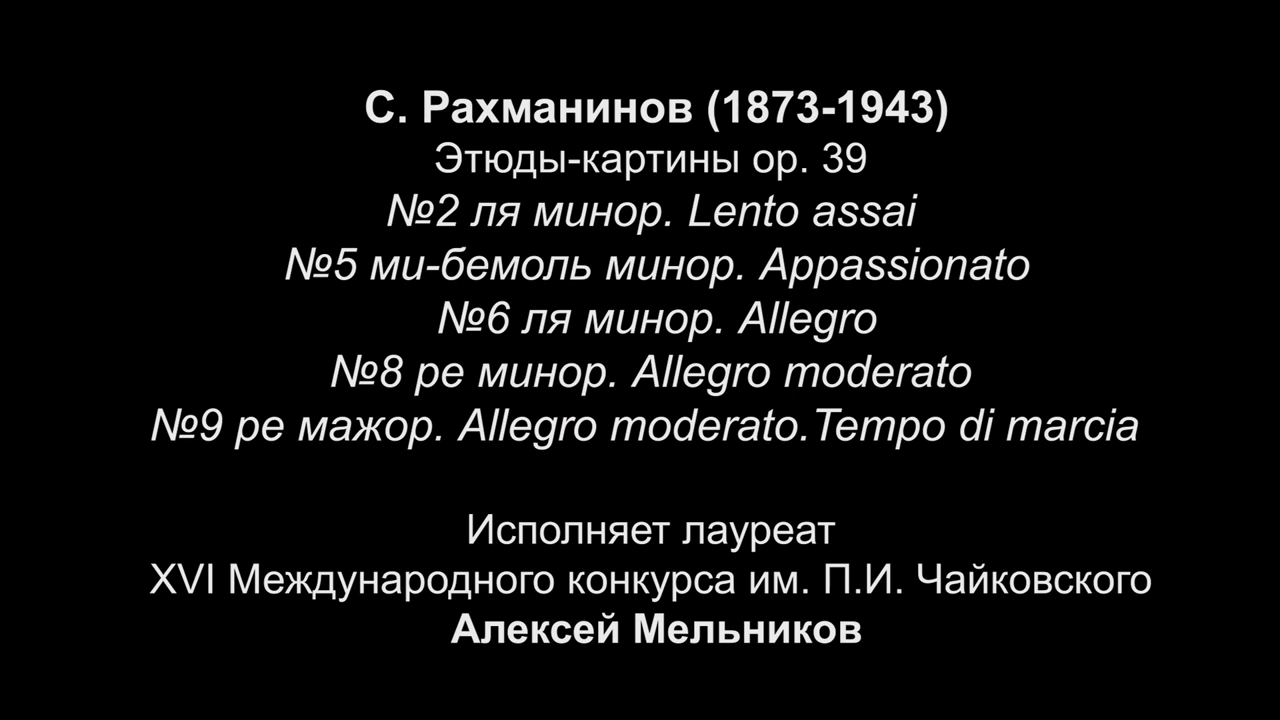 С. Рахманинов (1873-1943)
Этюды-картины op. 39
№2 ля минор. Lento assai
№5 ми-бемоль минор. Appassionato
№6 ля минор. Allegro
№8 ре минор. Allegro moderato
№9 ре мажор. Allegro moderato.Tempo di marcia
Исполняет лауреат
XVI Международного конкурса им. П.И. Чайковского
Алексей Мельников